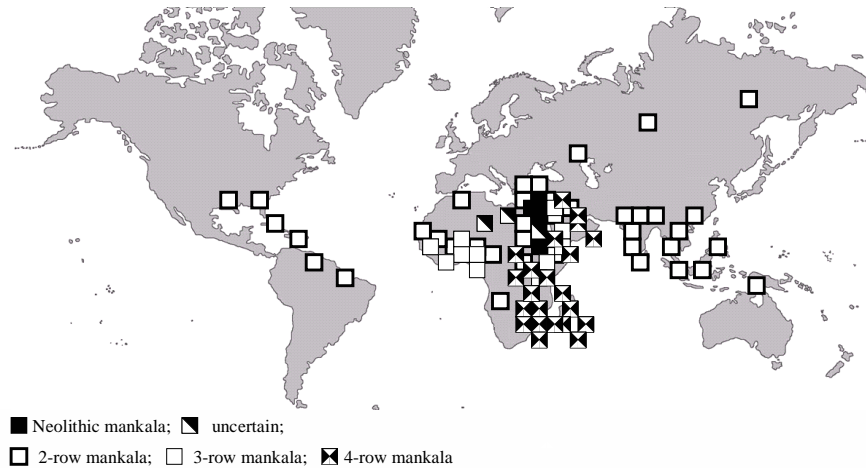 Neolithic mankala; uncertain;
2-row mankala; 3-row mankala; 4-row mankala